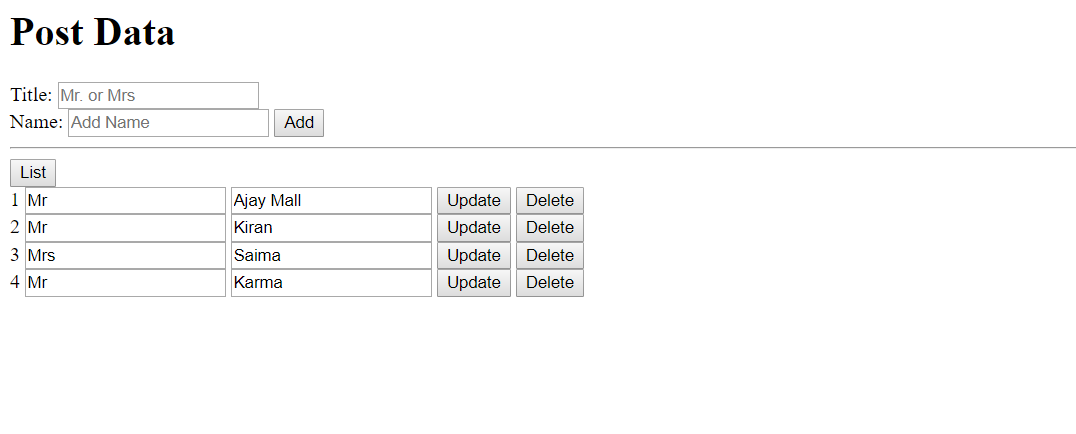 Post Data
Title: Mr. or Mrs
Name: Add Name Add
List
1 Mr Ajay Mall Update Delete
2 Mr Kiran Update Delete
3 Mrs Saima Update Delete
4 Mr Karma Update Delete